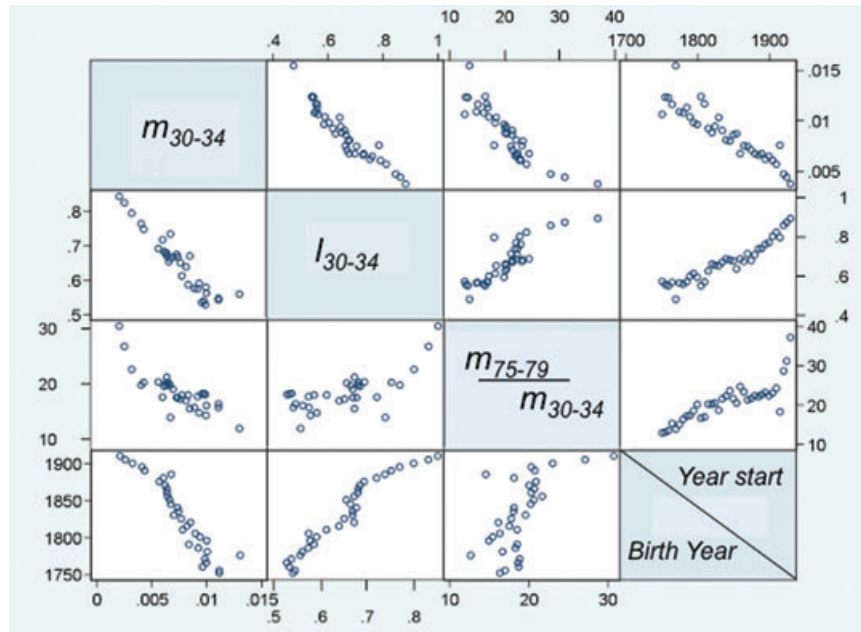 10 20 30 40
.4 .6 .8 1 1700 1800 1900
m30-34
.015
.01
.005
.8
.7
.6
.5
l30-34
1
.8
.6
.4
30
20
10
m75-79
m30-34
40
30
20
10
1900
1850
1800
1750
Year start
Birth Year
0 .005 .01 .015 10 20 30
.5 .6 .7 .8